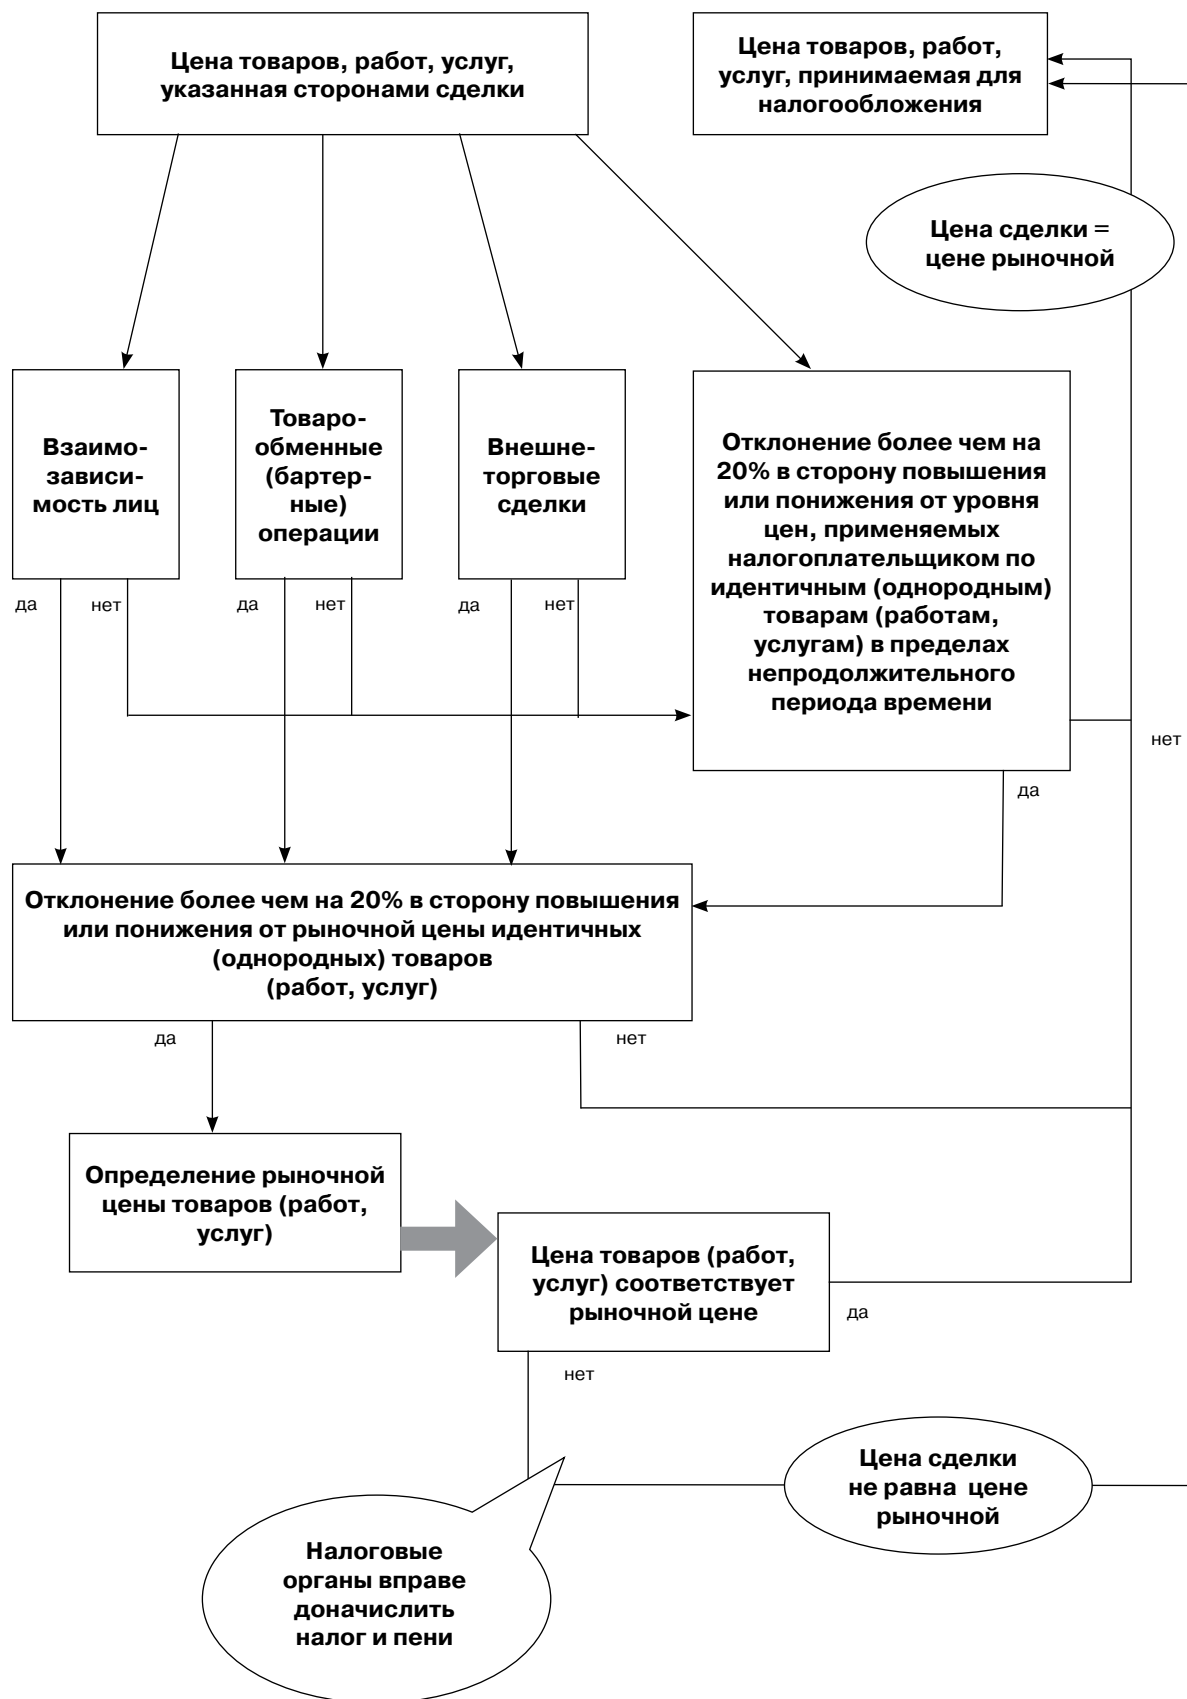 Цена товаров, работ, услуг,
указанная сторонами сделки
Цена товаров, работ,
услуг, принимаемая для
налогообложения
Цена сделки =
цене рыночной
Взаимо-
зависи-
мость лиц
Товаро-
обменные
(бартер-
ные)
операции
Внешне-
торговые
сделки
Отклонение более чем на
20% в сторону повышения
или понижения от уровня
цен, применяемых
налогоплательщиком по
идентичным (однородным)
товарам (работам,
услугам) в пределах
непродолжительного
периода времени
да
нет
да
нет
да
нет
нет
да
Отклонение более чем на 20% в сторону повышения
или понижения от рыночной цены идентичных
(однородных) товаров
(работ, услуг)
да
нет
Определение рыночной
цены товаров (работ,
услуг)
Цена товаров (работ,
услуг) соответствует
рыночной цене
да
нет
Цена сделки
не равна цене
рыночной
Налоговые
органы вправе
доначислить
налог и пени